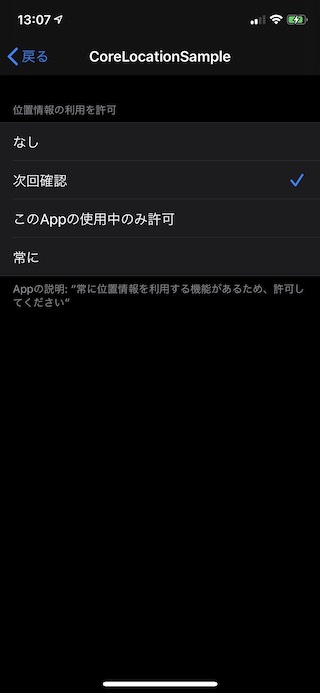 13:07
戻る
CoreLocationSample
位置情報の利用を許可
なし
次回確認
このAppの使用中のみ許可
常に
Appの説明: “常に位置情報を利用する機能があるため、許可し
てください”